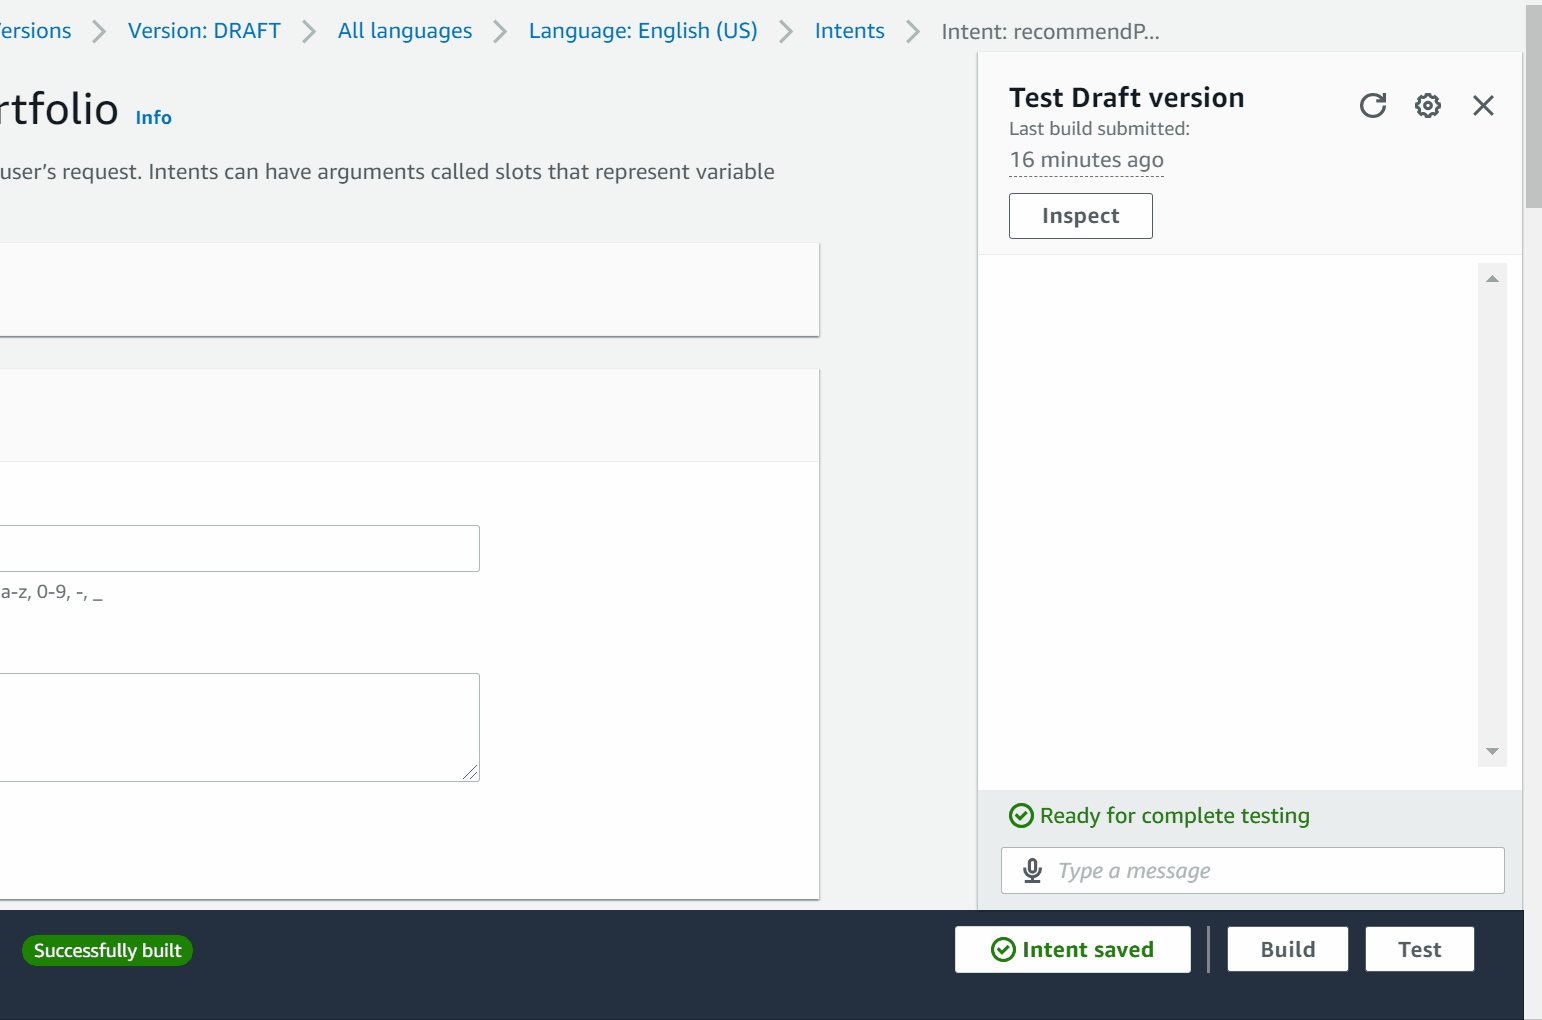 ersions > Version: DRAFT > All languages > Language: English (US) > Intents > Intent: recommendP...
rtfolio Info
user’s request. Intents can have arguments called slots that represent variable
a-z, 0-9, -, _
Test Draft version
Last build submitted:
16 minutes ago
Inspect
Ready for complete testing
Type a message
Successfully built
Intent saved
Build
Test